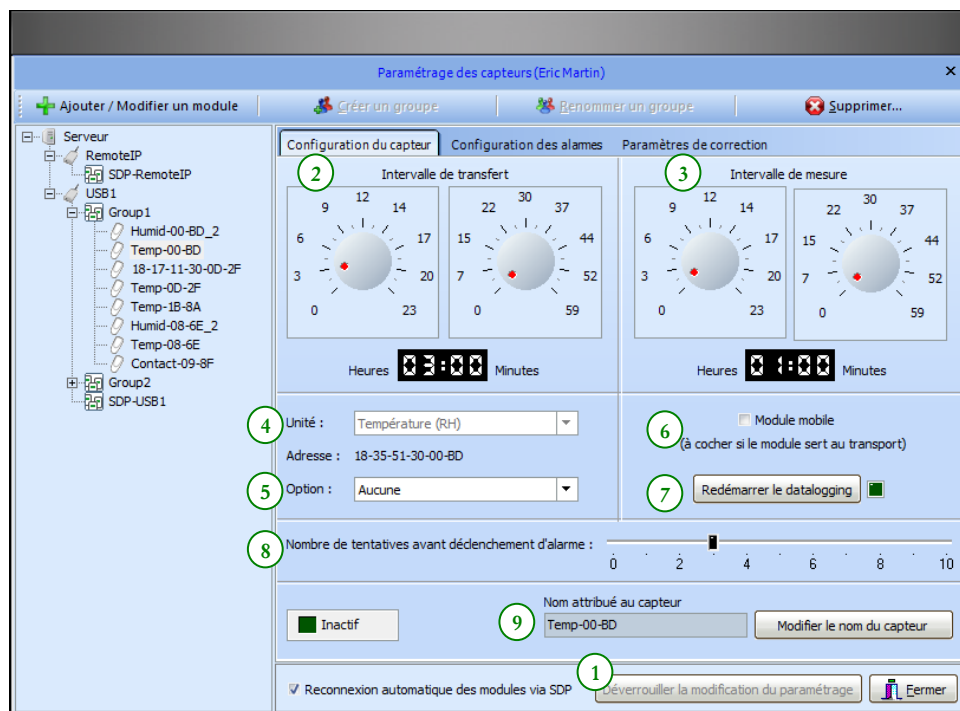 Paramétrage des capteurs (Eric Martin)
Ajouter / Modifier un module
Créer un groupe
Renommer un groupe
Supprimer...
Serveur
RemoteIP
SDP-RemoteIP
USB1
Group1
Humid-00-BD_2
Temp-00-BD
18-17-11-30-0D-2F
Temp-0D-2F
Temp-1B-8A
Humid-08-6E_2
Temp-08-6E
Contact-09-8F
Group2
SDP-USB1
Configuration du capteur
Configuration des alarmes
Paramètres de correction
2
Intervalle de transfert
0 3 6 9 12 14 17 20 23
0 7 15 22 30 37 44 52 59
Heures 03:00 Minutes
3
Intervalle de mesure
0 3 6 9 12 14 17 20 23
0 7 15 22 30 37 44 52 59
Heures 01:00 Minutes
4
Unité : Température (RH)
Adresse : 18-35-51-30-00-BD
5
Option : Aucune
6
Module mobile
(à cocher si le module sert au transport)
7
Redémarrer le datalogging
8
Nombre de tentatives avant déclenchement d'alarme :
0 2 4 6 8 10
Inactif
9
Nom attribué au capteur
Temp-00-BD
Modifier le nom du capteur
Reconnexion automatique des modules via SDP
1
Déverrouiller la modification du paramétrage
Fermer